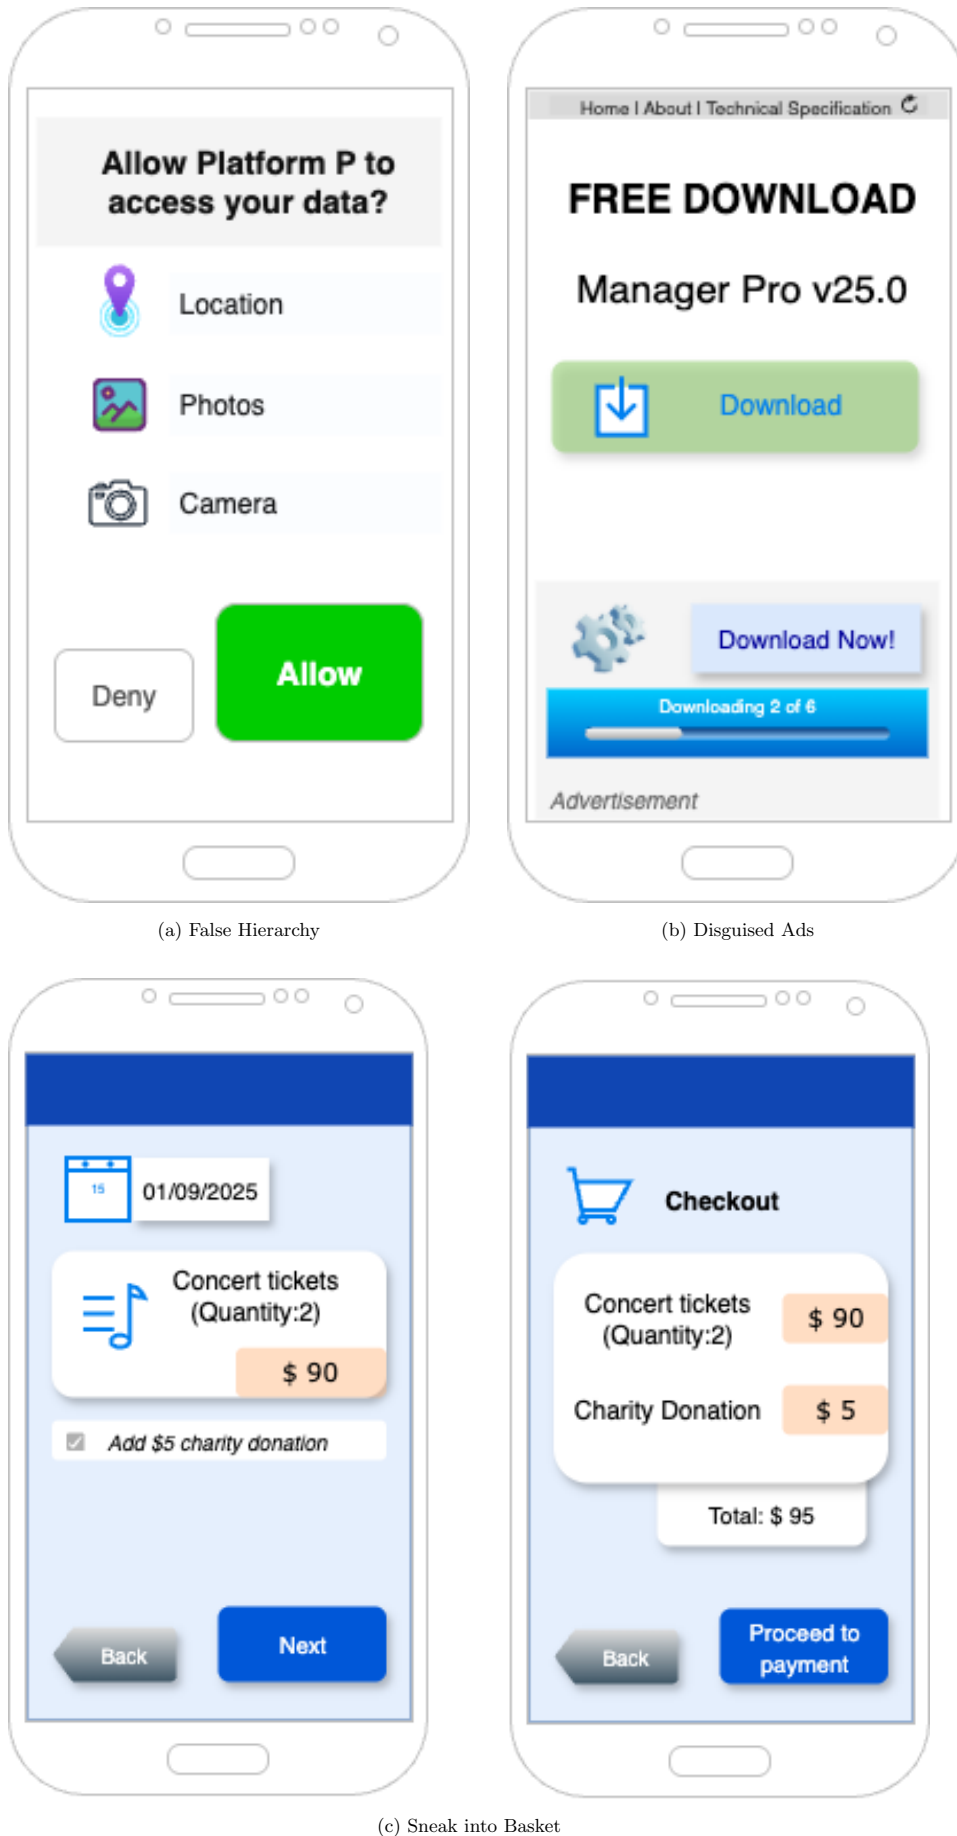 Allow Platform P to
access your data?
Location
Photos
Camera
Deny
Allow
(a) False Hierarchy
Home | About | Technical Specification
FREE DOWNLOAD
Manager Pro v25.0
Download
Download Now!
Downloading 2 of 6
Advertisement
(b) Disguised Ads
15
01/09/2025
Concert tickets
(Quantity:2)
$ 90
Add $5 charity donation
Back
Next
Checkout
Concert tickets
(Quantity:2)
$ 90
Charity Donation
$ 5
Total: $ 95
Back
Proceed to
payment
(c) Sneak into Basket